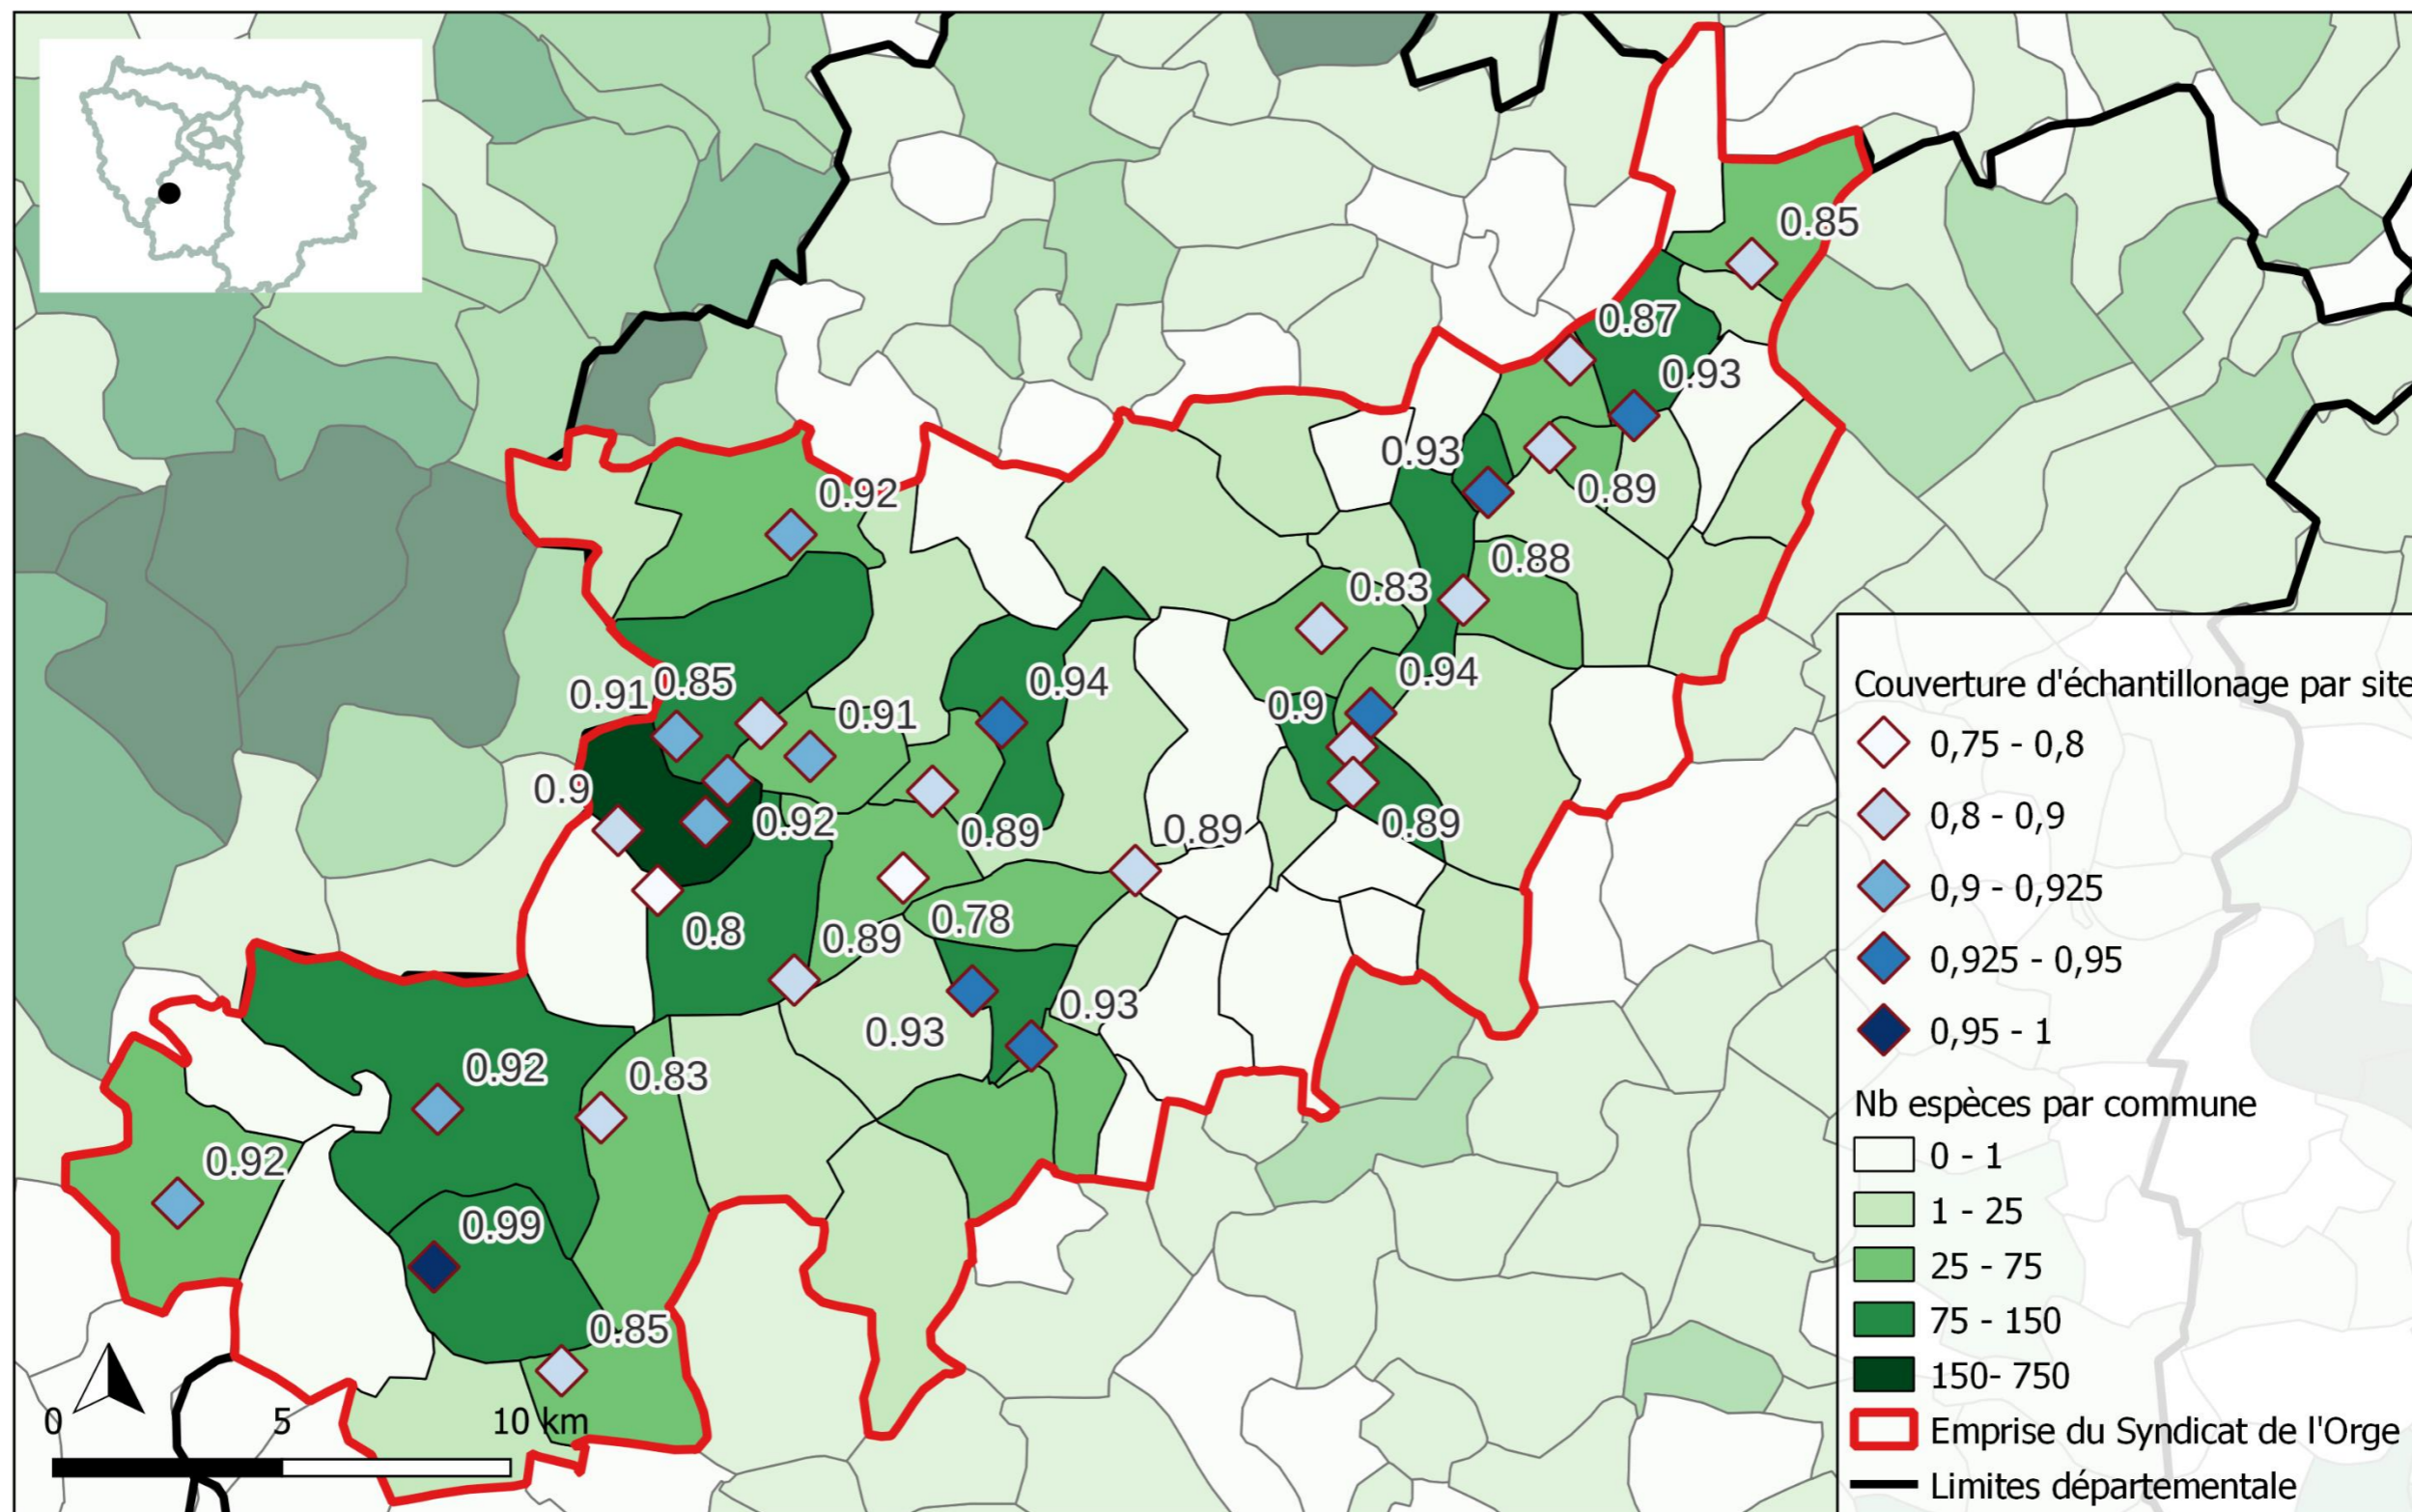 0.85
0.87
0.93
0.93
0.89
0.92
0.88
0.83
0.94
0.91
0.85
0.94
0.9
0.91
0.9
0.92
0.89
0.89
0.89
0.8
0.89
0.78
0.93
0.93
0.92
0.83
0.92
0.99
0.85
0
5
10 km
Couverture d'échantillonage par site
0,75 - 0,8
0,8 - 0,9
0,9 - 0,925
0,925 - 0,95
0,95 - 1
Nb espèces par commune
0 - 1
1 - 25
25 - 75
75 - 150
150- 750
Emprise du Syndicat de l'Orge
Limites départementale